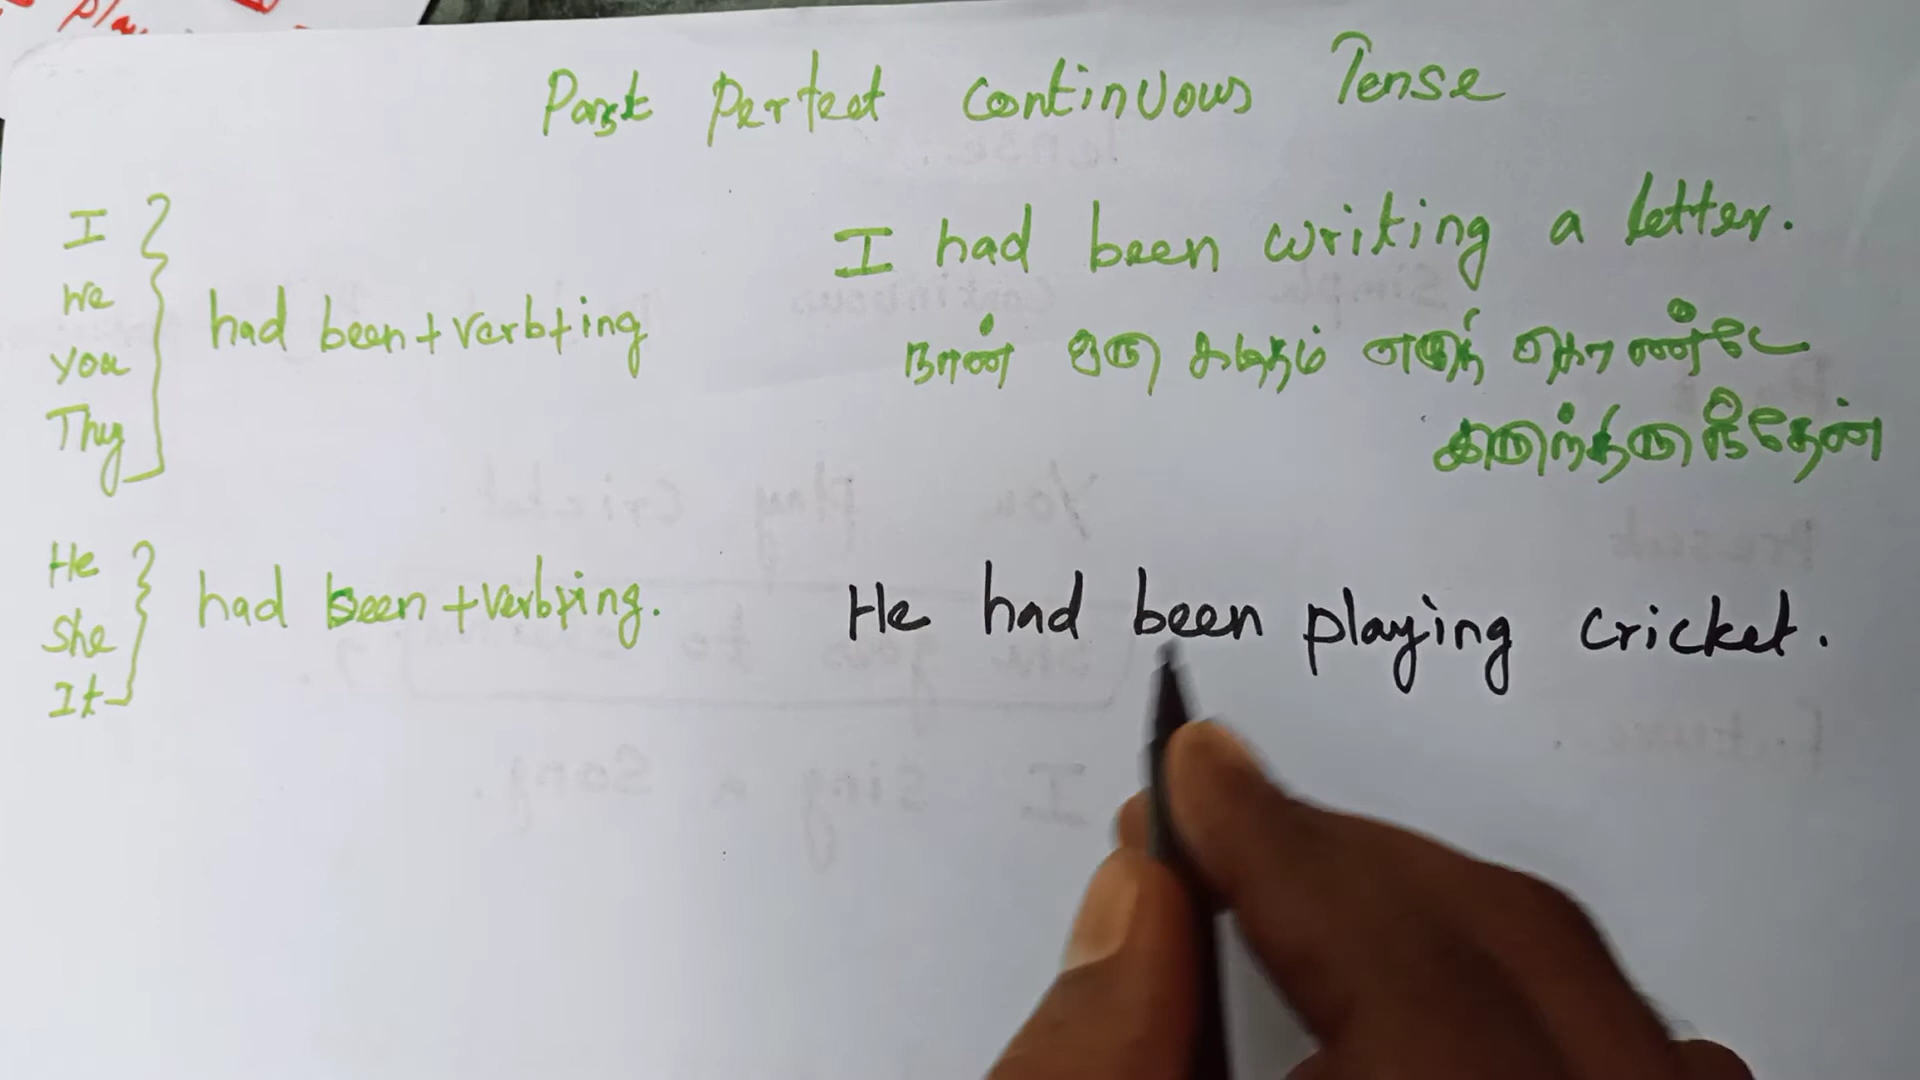 Past Perfect Continuous Tense
I
we
you
They
had been + verb + ing
I had been writing a letter.
நான் ஒரு கடிதம் எழுதி கொண்டே
இருந்திருந்தேன்
He
She
It
had been + verb + ing.
He had been playing cricket.